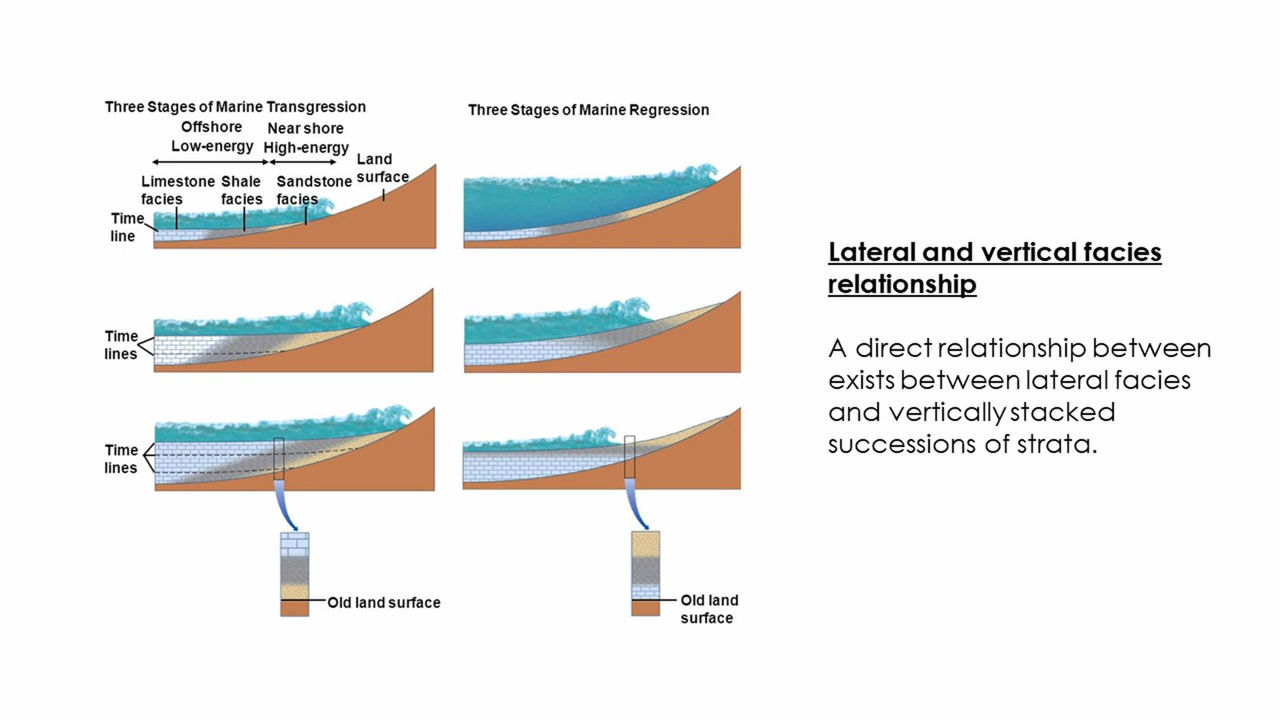 Three Stages of Marine Transgression
Offshore
Low-energy
Near shore
High-energy
Land
surface
Limestone
facies
Shale
facies
Sandstone
facies
Time
line
Time
lines
Time
lines
Old land surface
Three Stages of Marine Regression
Old land
surface
Lateral and vertical facies
relationship
A direct relationship between
exists between lateral facies
and vertically stacked
successions of strata.